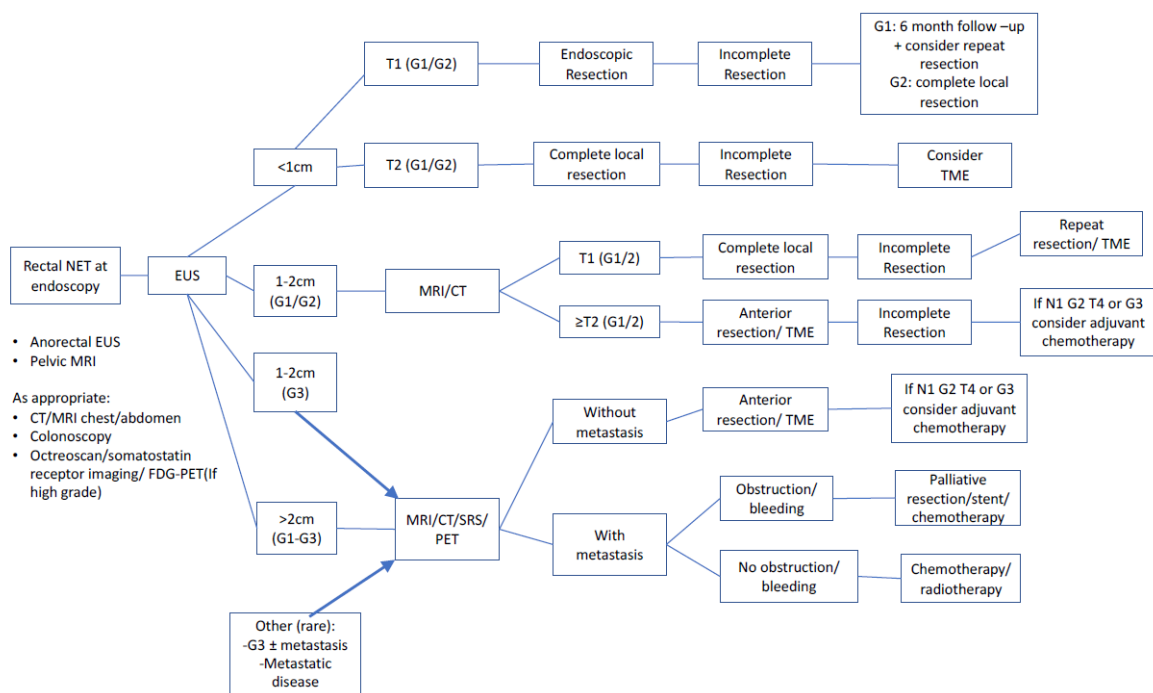 T1 (G1/G2)
Endoscopic
Resection
Incomplete
Resection
G1: 6 month follow –up
+ consider repeat
resection
G2: complete local
resection
<1cm
T2 (G1/G2)
Complete local
resection
Incomplete
Resection
Consider
TME
Rectal NET at
endoscopy
EUS
1-2cm
(G1/G2)
MRI/CT
T1 (G1/2)
Complete local
resection
Incomplete
Resection
Repeat
resection/ TME
≥T2 (G1/2)
Anterior
resection/ TME
Incomplete
Resection
If N1 G2 T4 or G3
consider adjuvant
chemotherapy
• Anorectal EUS
• Pelvic MRI
As appropriate:
• CT/MRI chest/abdomen
• Colonoscopy
• Octreoscan/somatostatin
receptor imaging/ FDG-PET(If
high grade)
1-2cm
(G3)
>2cm
(G1-G3)
Other (rare):
-G3 ± metastasis
-Metastatic
disease
MRI/CT/SRS/
PET
Without
metastasis
Anterior
resection/ TME
If N1 G2 T4 or G3
consider adjuvant
chemotherapy
With
metastasis
Obstruction/
bleeding
Palliative
resection/stent/
chemotherapy
No obstruction/
bleeding
Chemotherapy/
radiotherapy